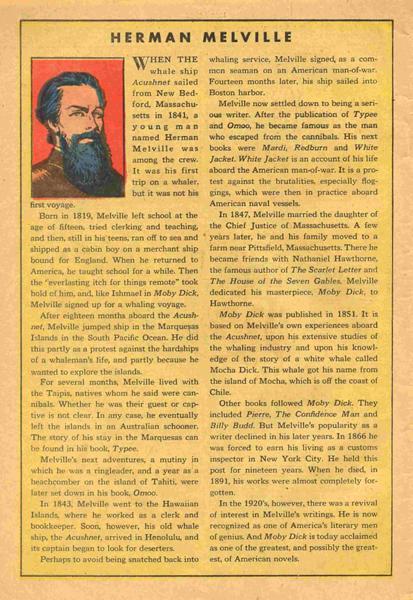 HERMAN MELVILLE
WHEN THE
whale ship
Acushnet sailed
from New Bed-
ford, Massachu-
setts in 1841, a
young man
named Herman
Melville was
among the crew.
It was his first
trip on a whaler,
but it was not his
first voyage.
Born in 1819, Melville left school at the
age of fifteen, tried clerking and teaching,
and then, still in his teens, ran off to sea and
shipped as a cabin boy on a merchant ship
bound for England. When he returned to
America, he taught school for a while. Then
the "everlasting itch for things remote" took
hold of him, and, like Ishmael in Moby Dick,
Melville signed up for a whaling voyage.
After eighteen months aboard the Acush-
net, Melville jumped ship in the Marquesas
Islands in the South Pacific Ocean. He did
this partly as a protest against the hardships
of a whaleman's life, and partly because he
wanted to explore the islands.
For several months, Melville lived with
the Taipis, natives whom he said were can-
nibals. Whether he was their guest or cap-
tive is not clear. In any case, he eventually
left the islands in an Australian schooner.
The story of his stay in the Marquesas can
be found in his book, Typee.
Melville's next adventures, a mutiny in
which he was a ringleader, and a year as a
beachcomber on the island of Tahiti, were
later set down in his book, Omoo.
In 1843, Melville went to the Hawaiian
Islands, where he worked as a clerk and
bookkeeper. Soon, however, his old whale
ship, the Acushnet, arrived in Honolulu, and
its captain began to look for deserters.
Perhaps to avoid being snatched back into
whaling service, Melville signed, as a com-
mon seaman on an American man-of-war.
Fourteen months later, his ship sailed into
Boston harbor.
Melville now settled down to being a seri-
ous writer. After the publication of Typee
and Omoo, he became famous as the man
who escaped from the cannibals. His next
books were Mardi, Redburn and White
Jacket. White Jacket is an account of his life
aboard the American man-of-war. It is a pro-
test against the brutalities, especially flog-
gings, which were then in practice aboard
American naval vessels.
In 1847, Melville married the daughter of
the Chief Justice of Massachusetts. A few
years later, he and his family moved to a
farm near Pittsfield, Massachusetts. There he
became friends with Nathaniel Hawthorne,
the famous author of The Scarlet Letter and
The House of the Seven Gables. Melville
dedicated his masterpiece, Moby Dick, to
Hawthorne.
Moby Dick was published in 1851. It is
based on Melville's own experiences aboard
the Acushnet, upon his extensive studies of
the whaling industry and upon his knowl-
edge of the story of a white whale called
Mocha Dick. This whale got his name from
the island of Mocha, which is off the coast of
Chile.
Other books followed Moby Dick. They
included Pierre, The Confidence Man and
Billy Budd. But Melville's popularity as a
writer declined in his later years. In 1866 he
was forced to earn his living as a customs
inspector in New York City. He held this
post for nineteen years. When he died, in
1891, his works were almost completely for-
gotten.
In the 1920's, however, there was a revival
of interest in Melville's writings. He is now
recognized as one of America's literary men
of genius. And Moby Dick is today acclaimed
as one of the greatest, and possibly the great-
est, of American novels.